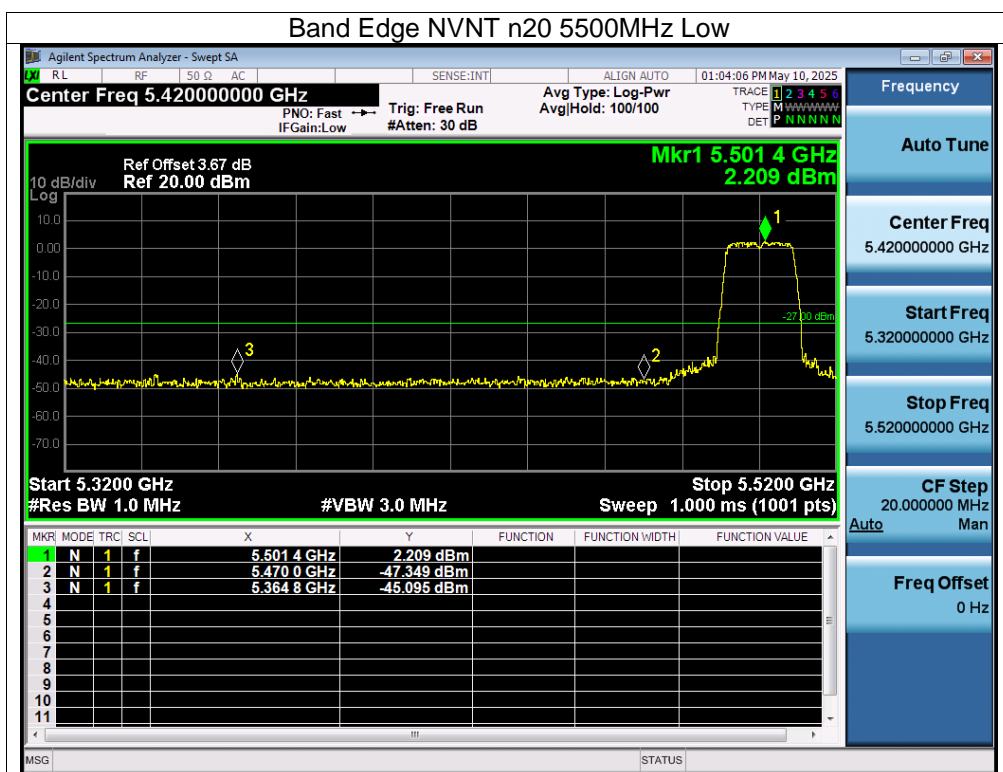 Band Edge NVNT n20 5500MHz Low
Agilent Spectrum Analyzer - Swept SA
LXI RL RF 50 Ω AC SENSE:INT ALIGN AUTO 01:04:06 PM May 10, 2025
Center Freq 5.420000000 GHz
PNO: Fast
IFGain:Low
Trig: Free Run
#Atten: 30 dB
Avg Type: Log-Pwr
Avg|Hold: 100/100
TRACE 1 2 3 4 5 6
TYPE M WWWWW
DET P N N N N N
Mkr1 5.501 4 GHz
2.209 dBm
Ref Offset 3.67 dB
10 dB/div Ref 20.00 dBm
Log
10.0
0.00
-10.0
-20.0
-30.0
-40.0
-50.0
-60.0
-70.0
1
-27.00 dBm
3
2
Start 5.3200 GHz Stop 5.5200 GHz
#Res BW 1.0 MHz #VBW 3.0 MHz Sweep 1.000 ms (1001 pts)
MKR MODE TRC SCL X Y FUNCTION FUNCTION WIDTH FUNCTION VALUE
1 N 1 f 5.501 4 GHz 2.209 dBm
2 N 1 f 5.470 0 GHz -47.349 dBm
3 N 1 f 5.364 8 GHz -45.095 dBm
4
5
6
7
8
9
10
11
MSG STATUS
Frequency
Auto Tune
Center Freq
5.420000000 GHz
Start Freq
5.320000000 GHz
Stop Freq
5.520000000 GHz
CF Step
20.000000 MHz
Auto Man
Freq Offset
0 Hz